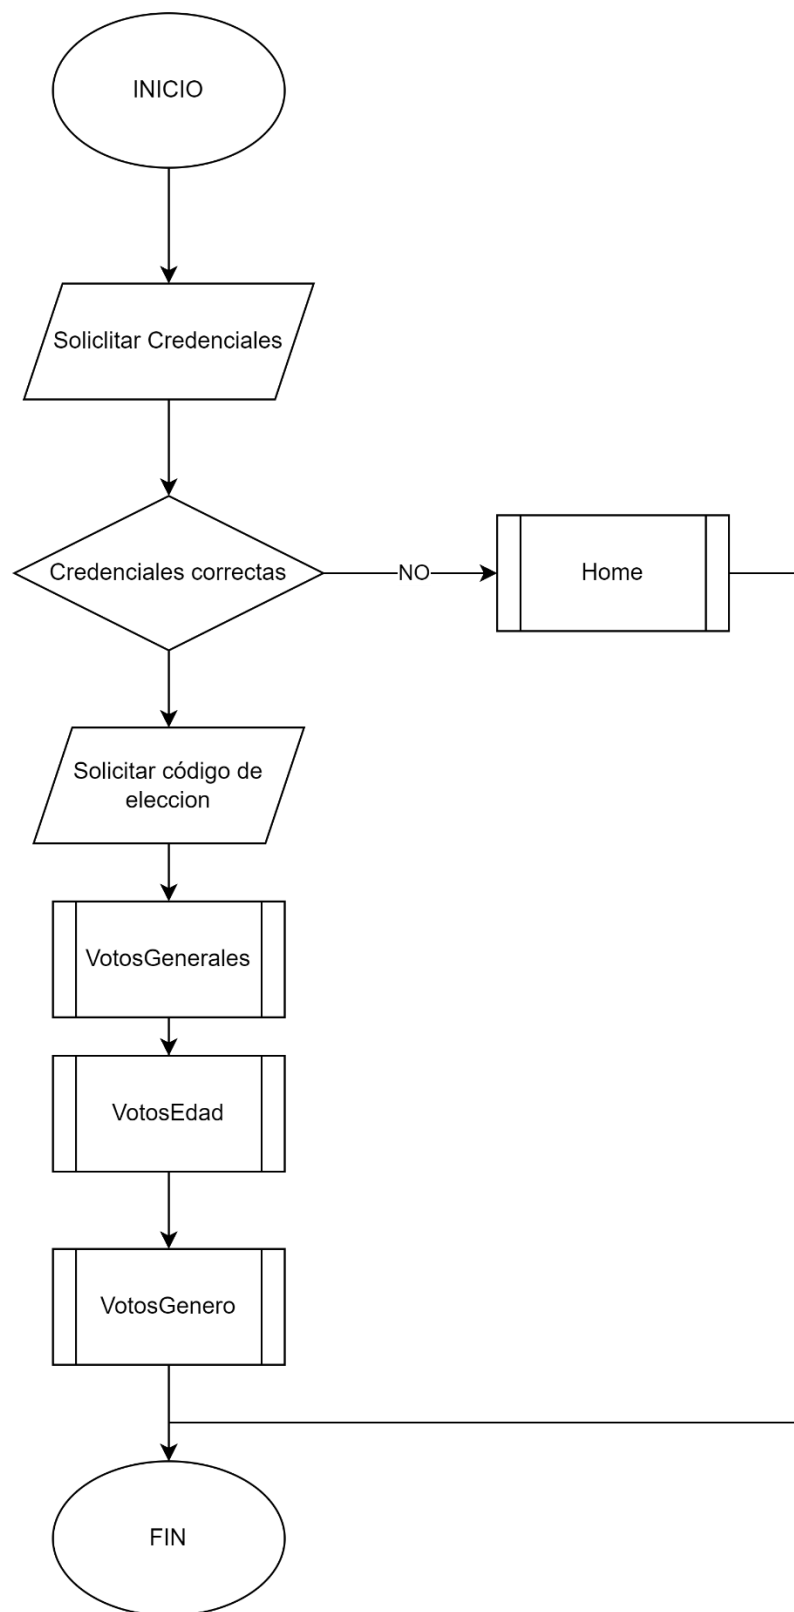 INICIO
Soliclitar Credenciales
Credenciales correctas
NO
Home
Solicitar código de
eleccion
VotosGenerales
VotosEdad
VotosGenero
FIN